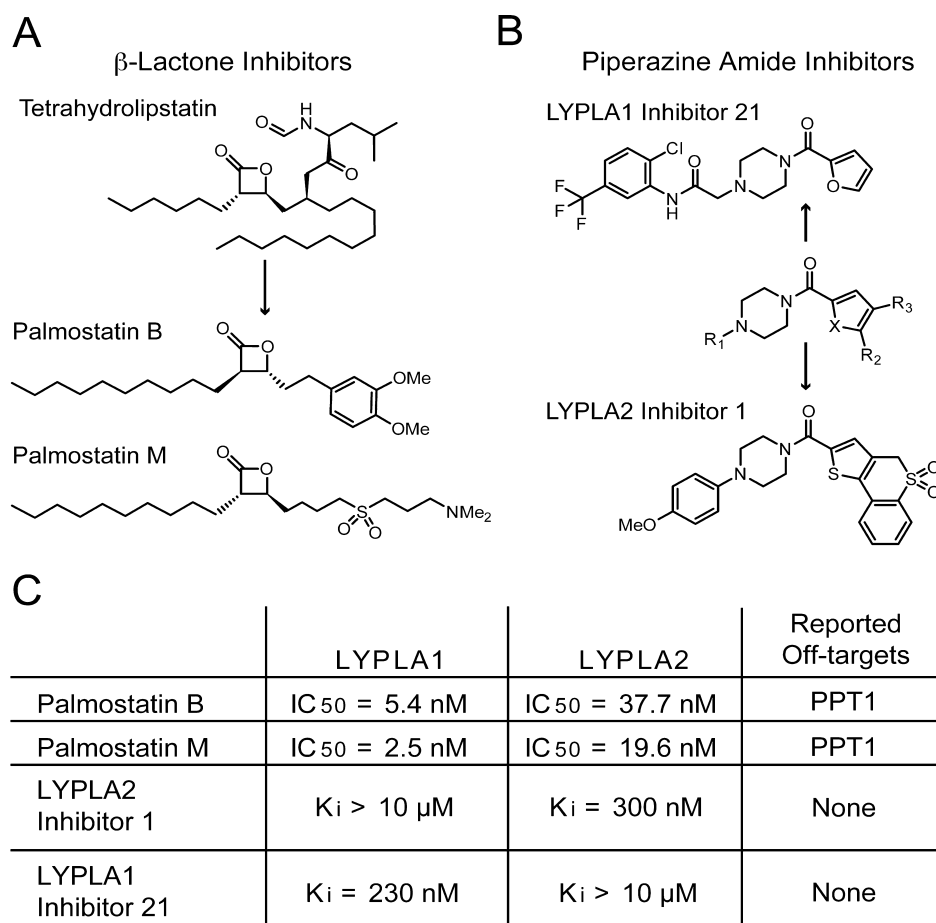 A
β-Lactone Inhibitors
Tetrahydrolipstatin
H
N
O
O
O
O
Palmostatin B
O
O
OMe
OMe
Palmostatin M
O
O
S
O
O
NMe2
B
Piperazine Amide Inhibitors
LYPLA1 Inhibitor 21
Cl
O
O
N
N
O
F
F
F
N
H
O
N
N
X
R1
R2
R3
LYPLA2 Inhibitor 1
O
N
N
S
O
S
O
MeO
C
LYPLA1 LYPLA2 Reported Off-targets
Palmostatin B IC50 = 5.4 nM IC50 = 37.7 nM PPT1
Palmostatin M IC50 = 2.5 nM IC50 = 19.6 nM PPT1
LYPLA2
Inhibitor 1 Ki > 10 µM Ki = 300 nM None
LYPLA1
Inhibitor 21 Ki = 230 nM Ki > 10 µM None